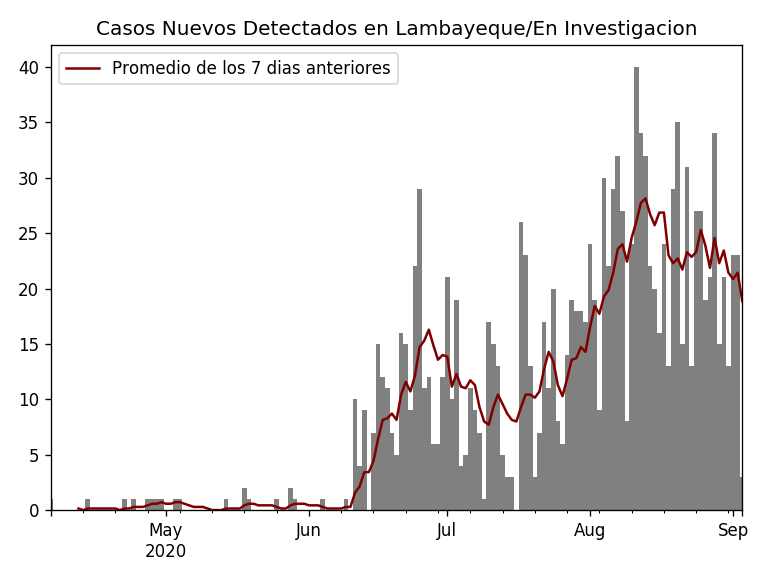 Casos Nuevos Detectados en Lambayeque/En Investigacion
Promedio de los 7 dias anteriores
40
35
30
25
20
15
10
5
0
May
2020
Jun
Jul
Aug
Sep